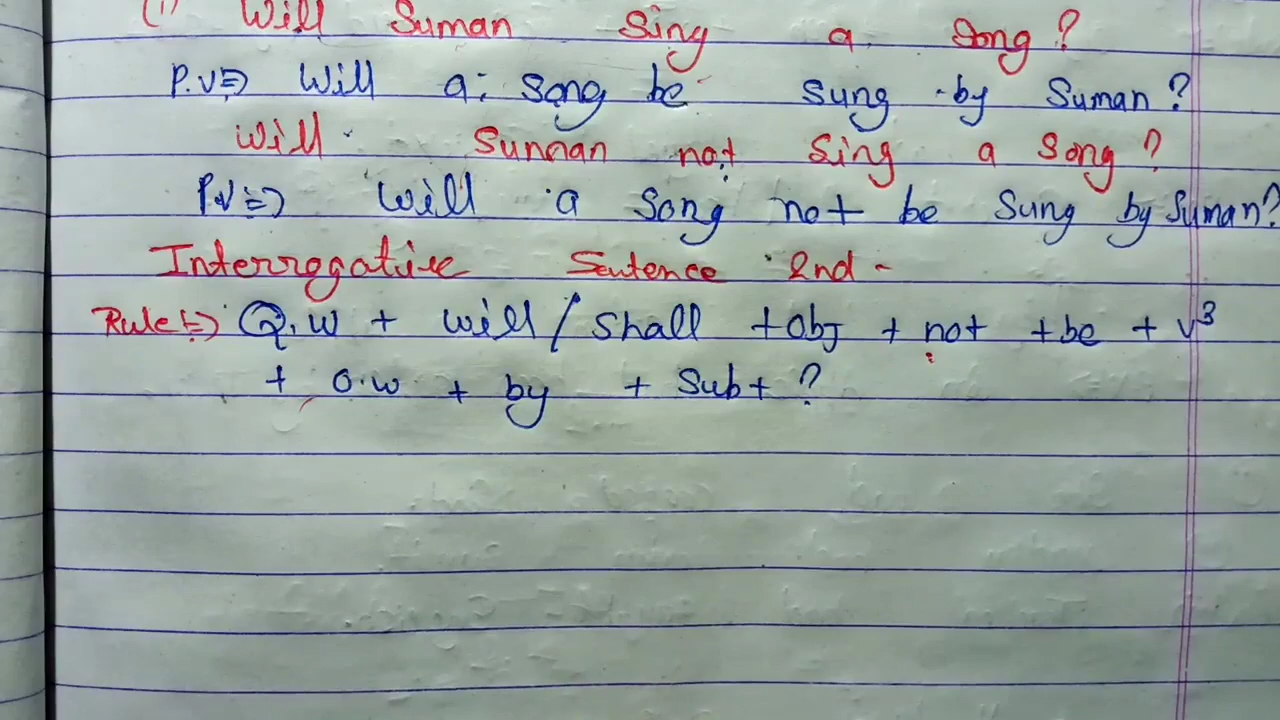 (1) Will Suman Sing a Song?
P.V⇒ Will a Song be Sung by Suman?
Will Suman not Sing a Song?
P.V⇒ Will a Song not be Sung by Suman?
Interrogative Sentence 2nd -
Rule:⇒ Q.W + Will/Shall + Obj + not + be + V³
+ O.W + by + Sub + ?